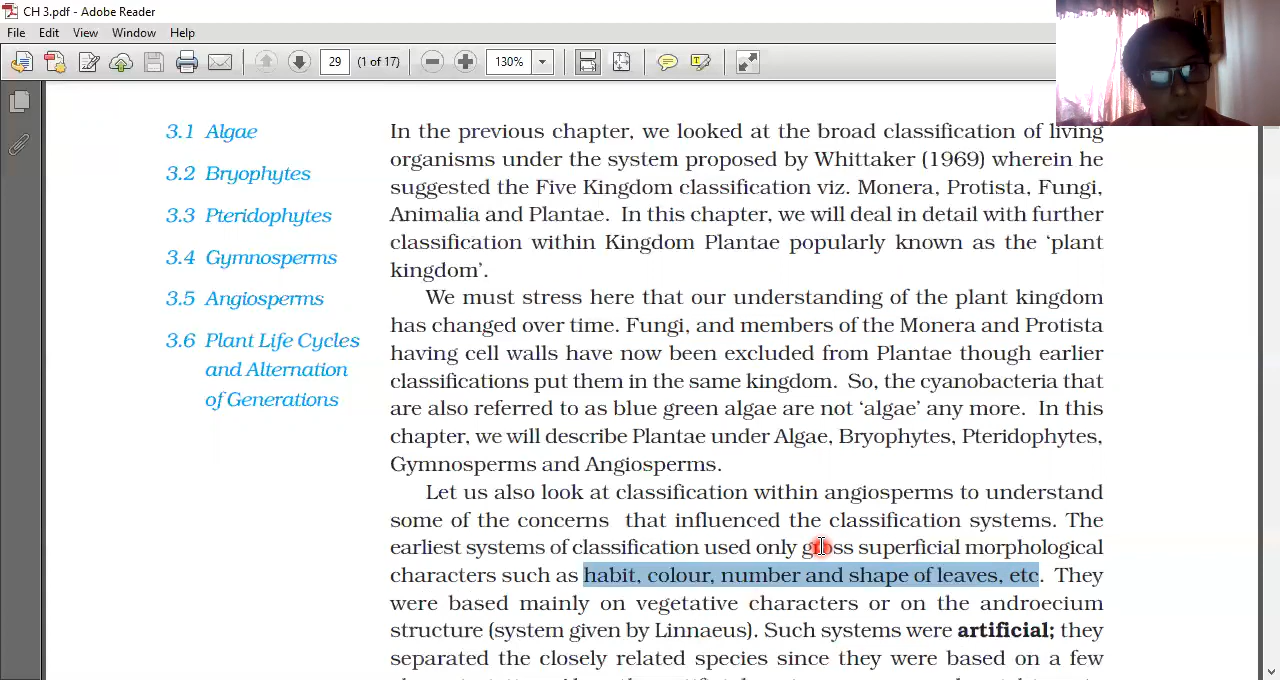 CH 3.pdf - Adobe Reader
File Edit View Window Help
29 (1 of 17) 130%
3.1 Algae
3.2 Bryophytes
3.3 Pteridophytes
3.4 Gymnosperms
3.5 Angiosperms
3.6 Plant Life Cycles
and Alternation
of Generations
In the previous chapter, we looked at the broad classification of living
organisms under the system proposed by Whittaker (1969) wherein he
suggested the Five Kingdom classification viz. Monera, Protista, Fungi,
Animalia and Plantae. In this chapter, we will deal in detail with further
classification within Kingdom Plantae popularly known as the ‘plant
kingdom’.
We must stress here that our understanding of the plant kingdom
has changed over time. Fungi, and members of the Monera and Protista
having cell walls have now been excluded from Plantae though earlier
classifications put them in the same kingdom. So, the cyanobacteria that
are also referred to as blue green algae are not ‘algae’ any more. In this
chapter, we will describe Plantae under Algae, Bryophytes, Pteridophytes,
Gymnosperms and Angiosperms.
Let us also look at classification within angiosperms to understand
some of the concerns that influenced the classification systems. The
earliest systems of classification used only gross superficial morphological
characters such as habit, colour, number and shape of leaves, etc. They
were based mainly on vegetative characters or on the androecium
structure (system given by Linnaeus). Such systems were artificial; they
separated the closely related species since they were based on a few